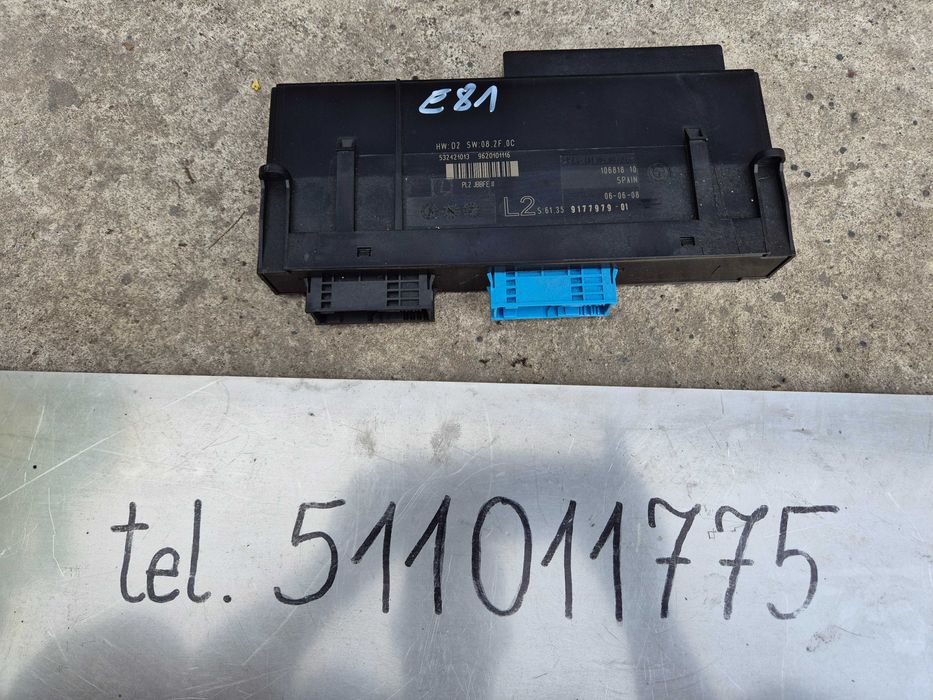 E81
HW:02 SW:08.2F.0C
532421013 9620101116
PL2 JBBFE II
106818 10
SPAIN
06-06-08
L2 S:61.35 9177979-01
tel. 511011775